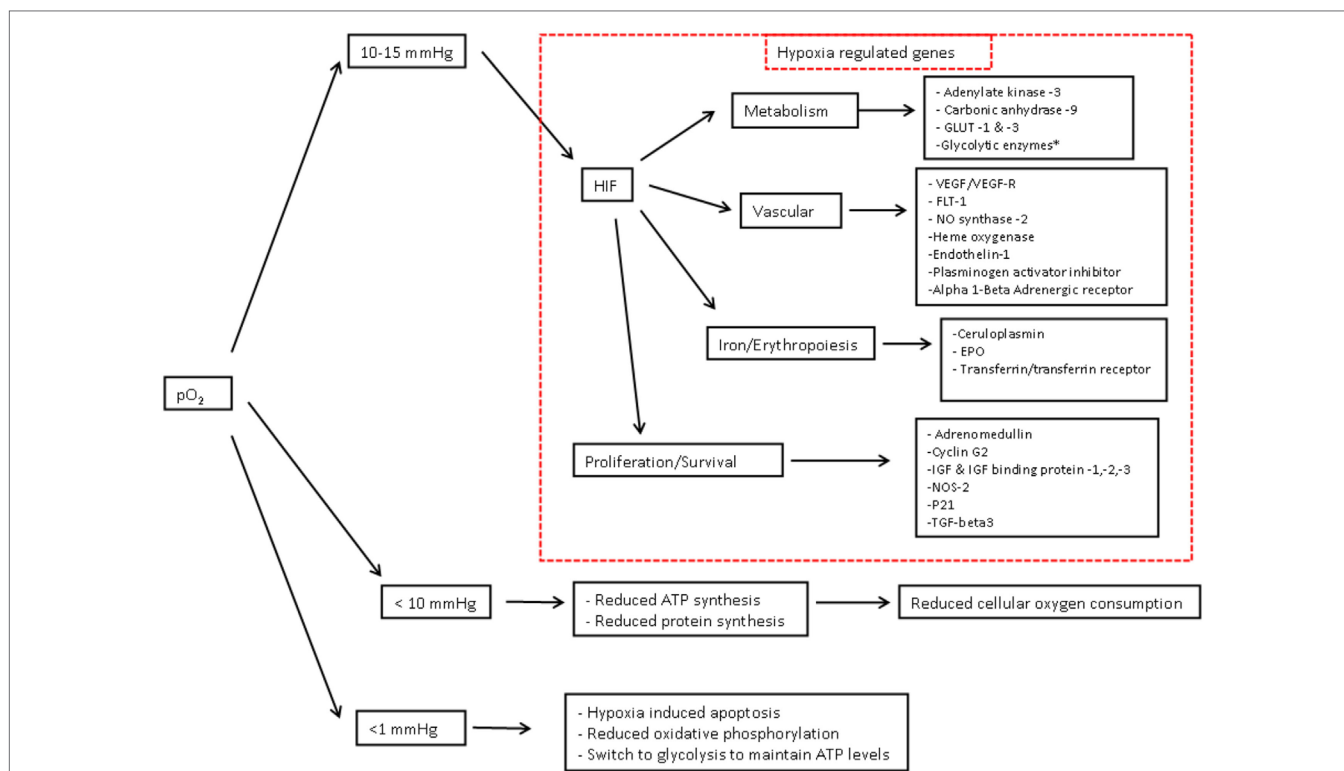 10-15 mmHg
Hypoxia regulated genes
Metabolism
- Adenylate kinase -3
- Carbonic anhydrase -9
- GLUT -1 & -3
-Glycolytic enzymes*
HIF
Vascular
- VEGF/VEGF-R
- FLT-1
- NO synthase -2
-Heme oxygenase
-Endothelin-1
-Plasminogen activator inhibitor
-Alpha 1-Beta Adrenergic receptor
Iron/Erythropoiesis
-Ceruloplasmin
- EPO
- Transferrin/transferrin receptor
pO₂
Proliferation/Survival
- Adrenomedullin
-Cyclin G2
-IGF & IGF binding protein -1,-2,-3
-NOS-2
-P21
-TGF-beta3
< 10 mmHg
- Reduced ATP synthesis
- Reduced protein synthesis
Reduced cellular oxygen consumption
<1 mmHg
- Hypoxia induced apoptosis
- Reduced oxidative phosphorylation
- Switch to glycolysis to maintain ATP levels